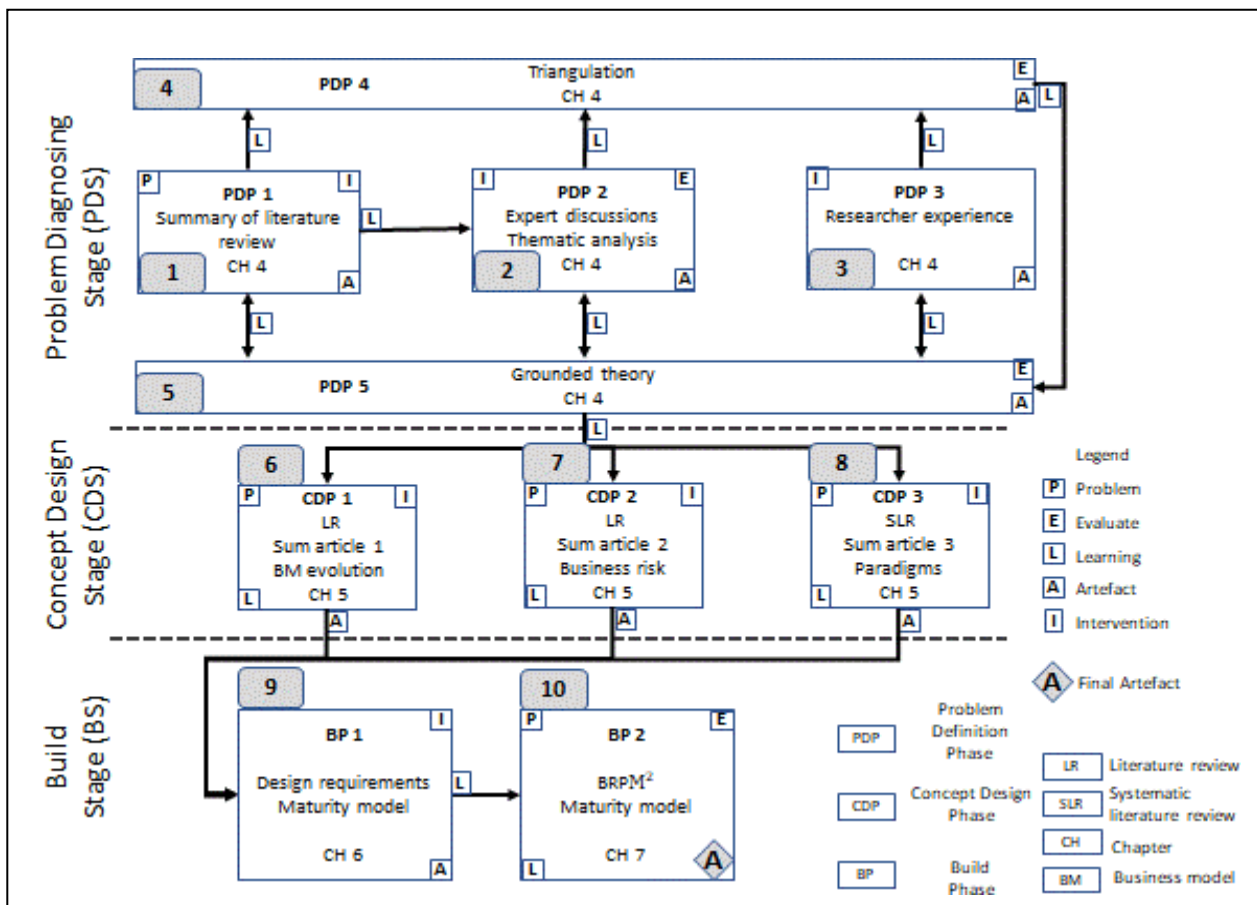 Problem Diagnosing
Stage (PDS)
4
PDP 4
Triangulation
CH 4
E
A
L
L
L
L
P
I
PDP 1
Summary of literature
review
CH 4
1
A
L
I
E
PDP 2
Expert discussions
Thematic analysis
CH 4
2
A
I
PDP 3
Researcher experience
CH 4
3
A
L
L
L
5
PDP 5
Grounded theory
CH 4
E
A
L
Concept Design
Stage (CDS)
6
P
I
CDP 1
LR
Sum article 1
BM evolution
CH 5
L
A
7
P
I
CDP 2
LR
Sum article 2
Business risk
CH 5
L
A
8
P
I
CDP 3
SLR
Sum article 3
Paradigms
CH 5
L
A
Build
Stage (BS)
9
I
BP 1
Design requirements
Maturity model
CH 6
A
L
10
P
E
BP 2
BRPM²
Maturity model
CH 7
L
A
Legend
P Problem
E Evaluate
L Learning
A Artefact
I Intervention
A Final Artefact
PDP
Problem
Definition
Phase
CDP
Concept Design
Phase
BP
Build
Phase
LR Literature review
SLR Systematic
literature review
CH Chapter
BM Business model